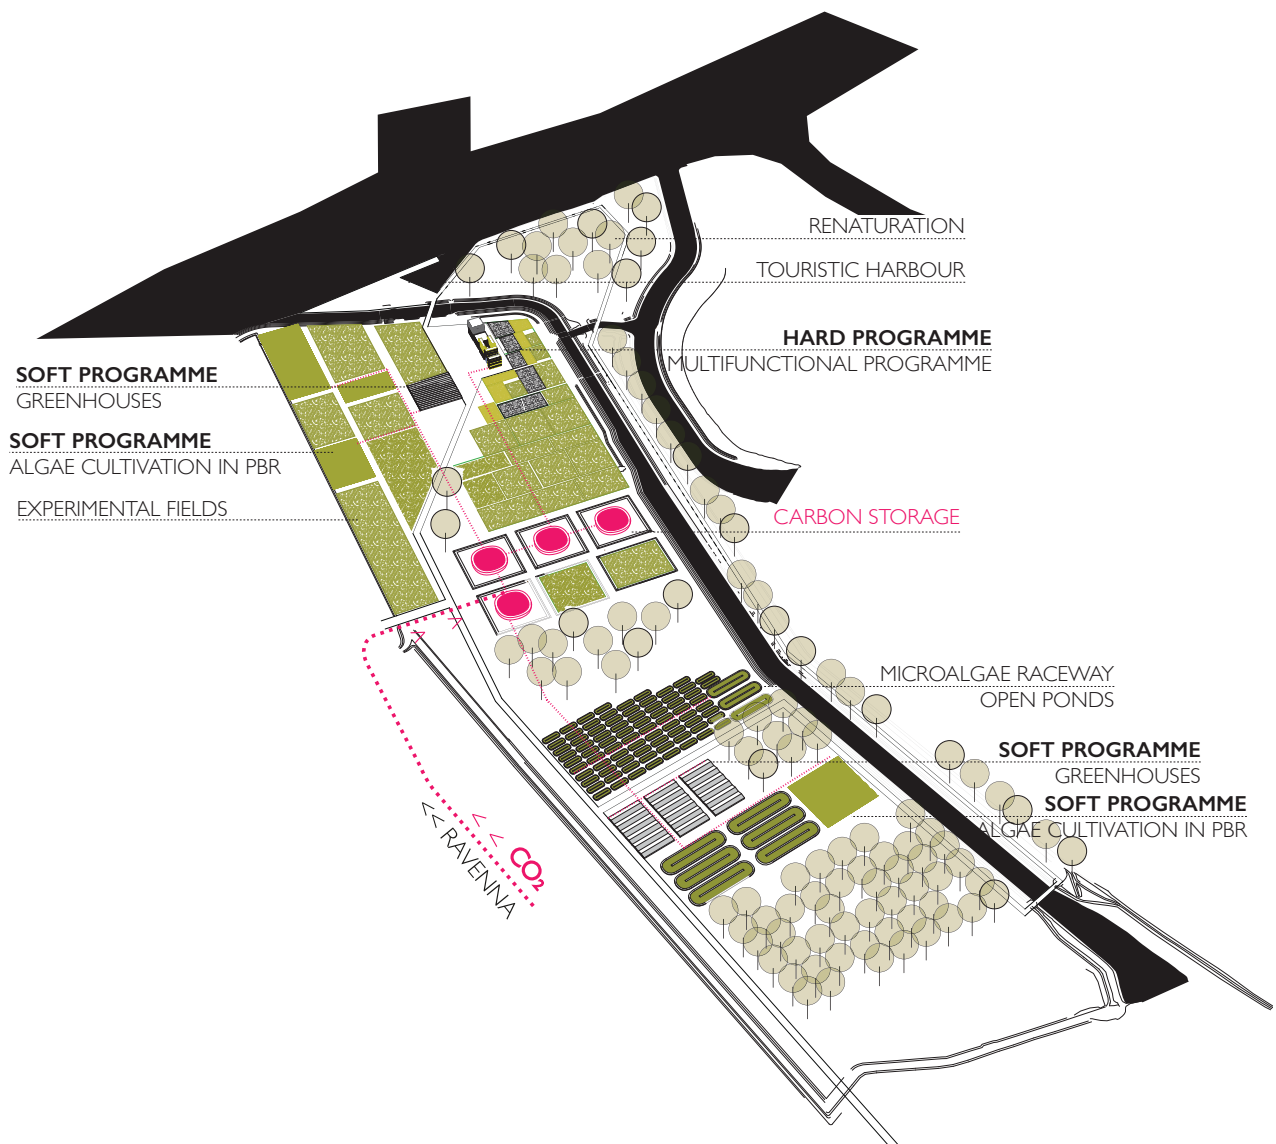 RENATURATION
TOURISTIC HARBOUR
HARD PROGRAMME
MULTIFUNCTIONAL PROGRAMME
SOFT PROGRAMME
GREENHOUSES
SOFT PROGRAMME
ALGAE CULTIVATION IN PBR
EXPERIMENTAL FIELDS
CARBON STORAGE
MICROALGAE RACEWAY
OPEN PONDS
SOFT PROGRAMME
GREENHOUSES
SOFT PROGRAMME
ALGAE CULTIVATION IN PBR
<< CO₂
<< RAVENNA